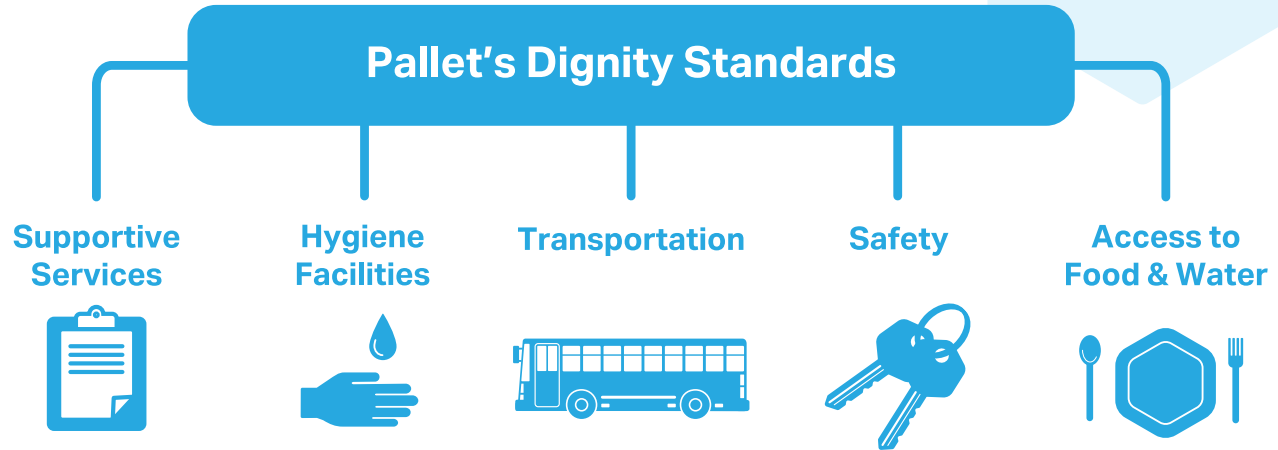 Pallet's Dignity Standards
Supportive
Services
Hygiene
Facilities
Transportation
Safety
Access to
Food & Water